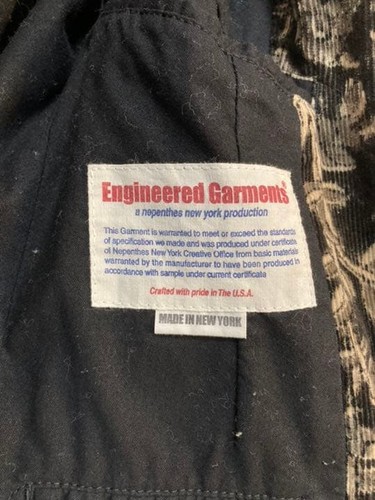 Engineered Garments®
a nepenthes new york production
This Garment is warranted to meet or exceed the standards
of specification we made and was produced under certificate
of Nepenthes New York Creative Office from basic materials
warranted by the manufacturer to have been produced in
accordance with sample under current certificate
Crafted with pride in The U.S.A.
MADE IN NEW YORK